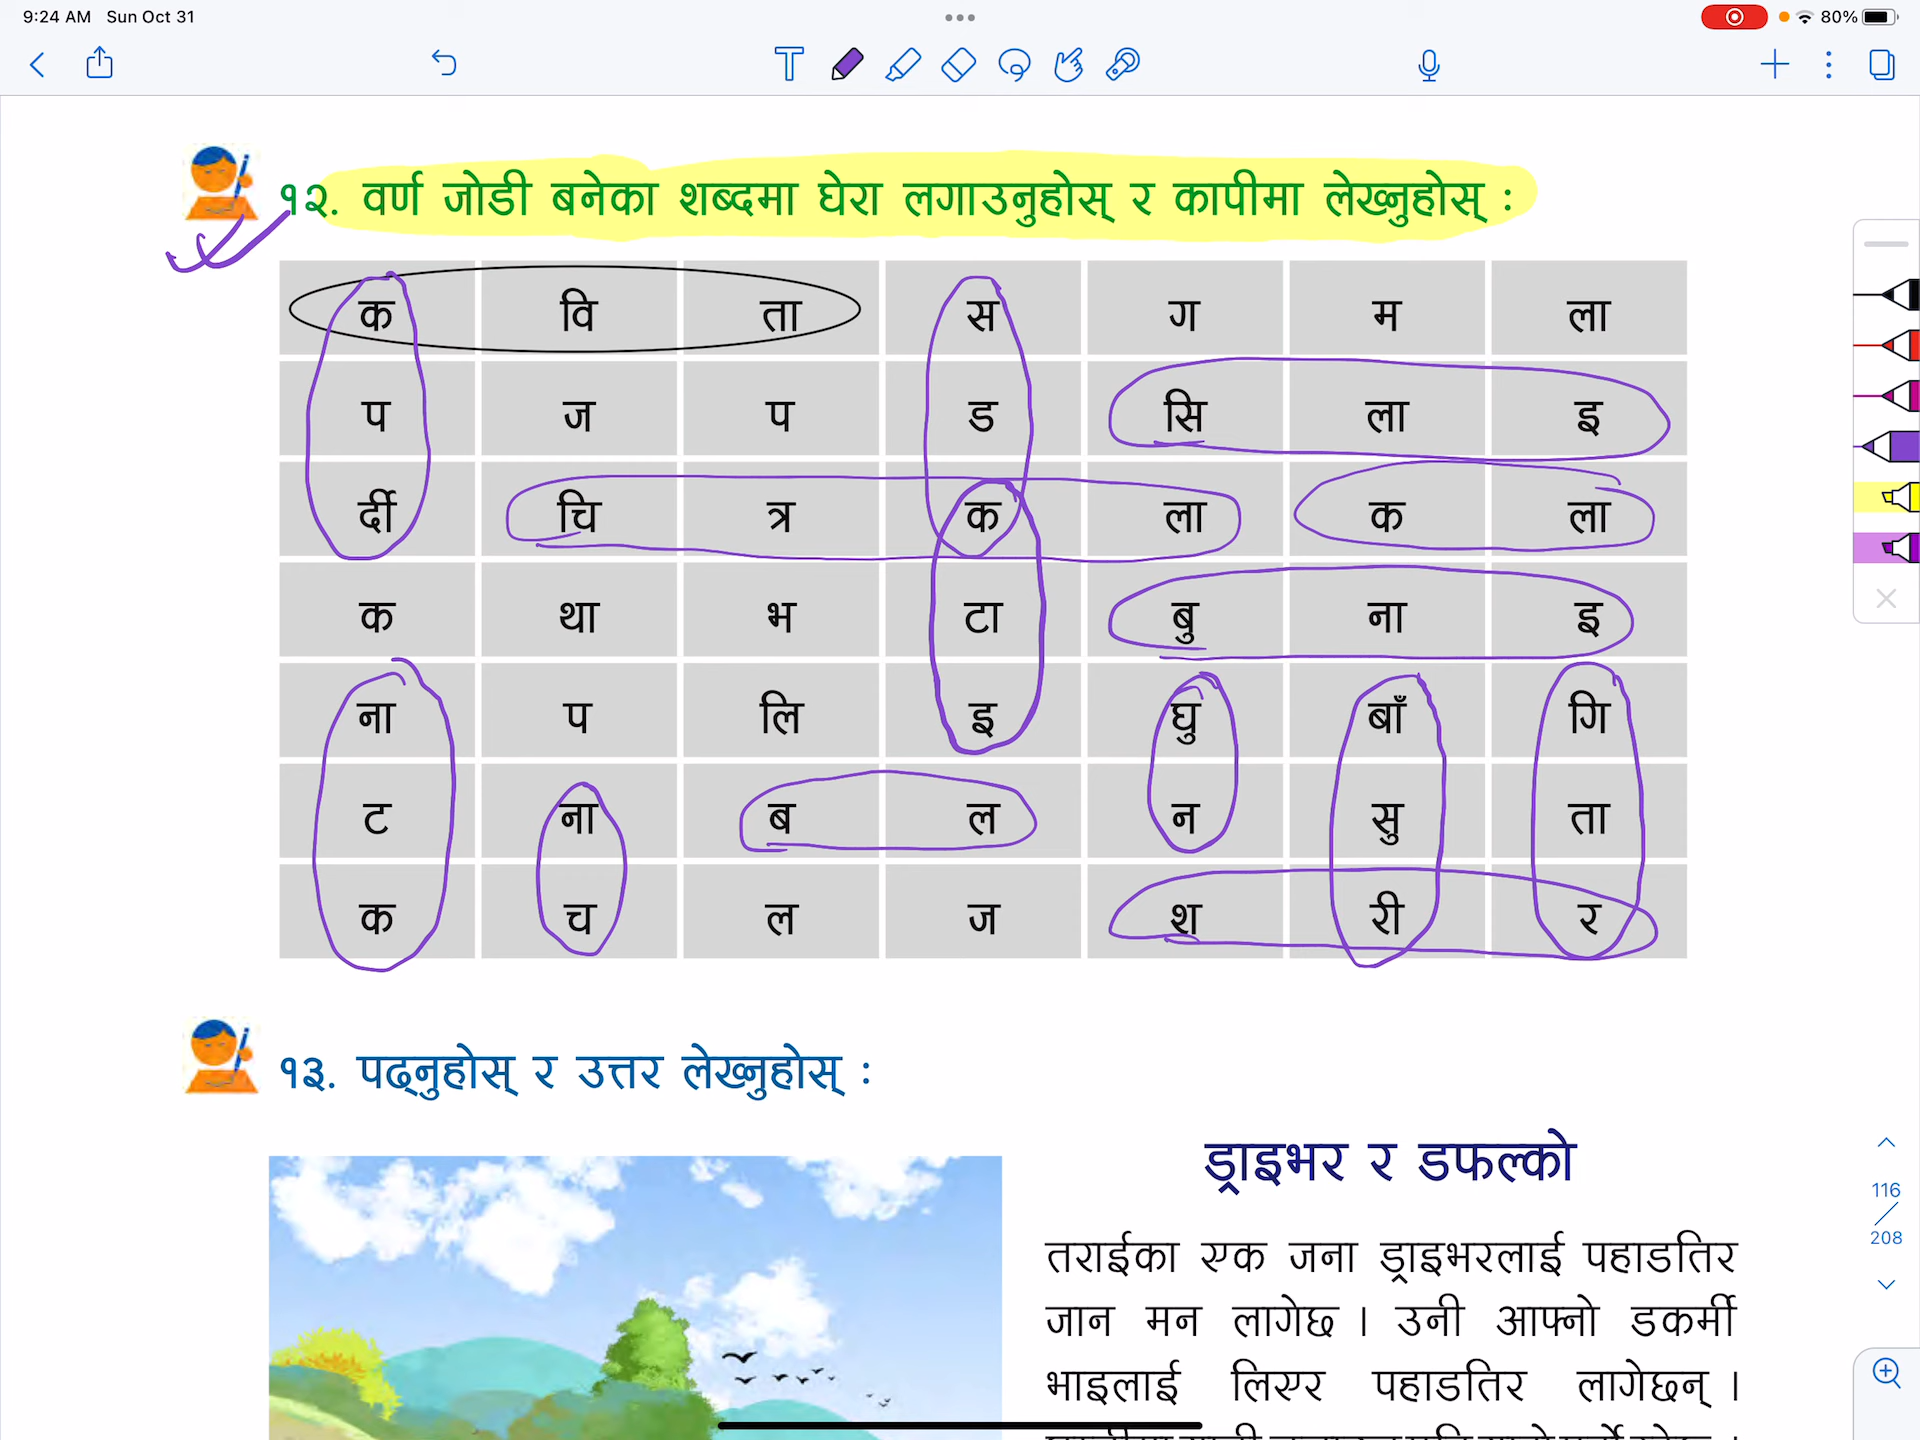 9:24 AM Sun Oct 31
80%
१२. वर्ण जोडी बनेका शब्दमा घेरा लगाउनुहोस् र कापीमा लेख्नुहोस् :
क वि ता स ग म ला
प ज प ड सि ला इ
र्दी चि त्र क ला क ला
क था भ टा बु ना इ
ना प लि इ घु बाँ गि
ट ना ब ल न सु ता
क च ल ज श री र
१३. पढ्नुहोस् र उत्तर लेख्नुहोस् :
ड्राइभर र डफल्को
तराईका एक जना ड्राइभरलाई पहाडतिर
जान मन लागेछ । उनी आफ्नो डकर्मी
भाइलाई लिएर पहाडतिर लागेछन् ।
116
208